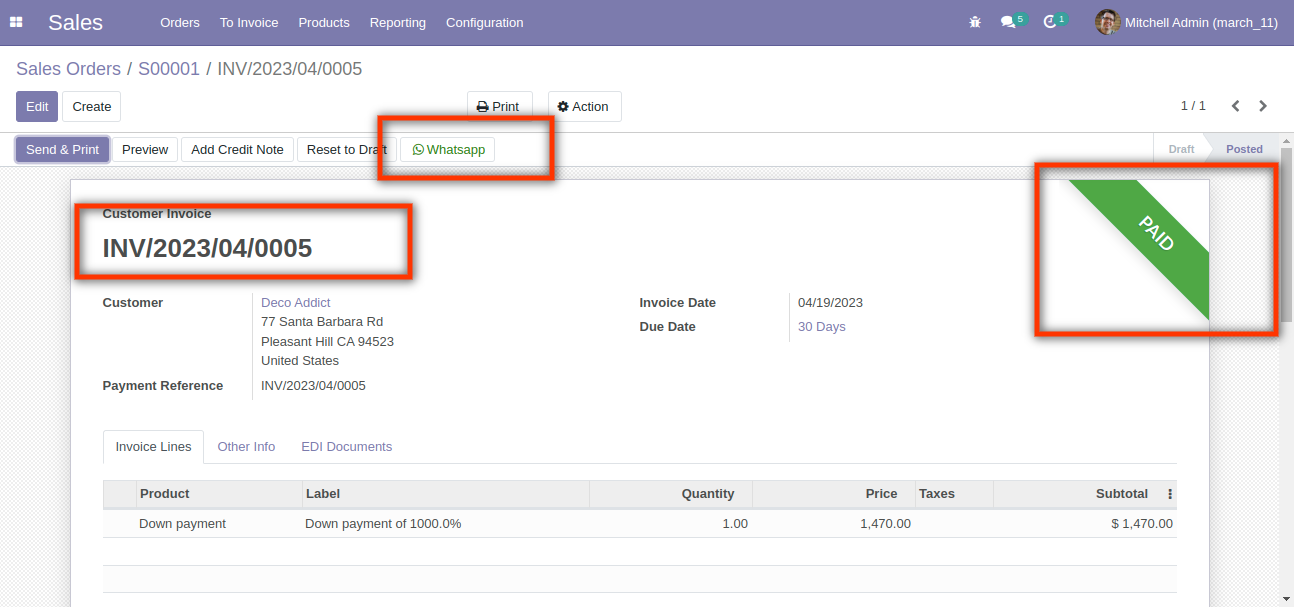 Sales Orders To Invoice Products Reporting Configuration 5 1 Mitchell Admin (march_11)
Sales Orders / S00001 / INV/2023/04/0005
Edit Create Print Action 1 / 1
Send & Print Preview Add Credit Note Reset to Draft Whatsapp Draft Posted
Customer Invoice
INV/2023/04/0005
PAID
Customer Deco Addict Invoice Date 04/19/2023
77 Santa Barbara Rd Due Date 30 Days
Pleasant Hill CA 94523
United States
Payment Reference INV/2023/04/0005
Invoice Lines Other Info EDI Documents
Product Label Quantity Price Taxes Subtotal
Down payment Down payment of 1000.0% 1.00 1,470.00 $ 1,470.00